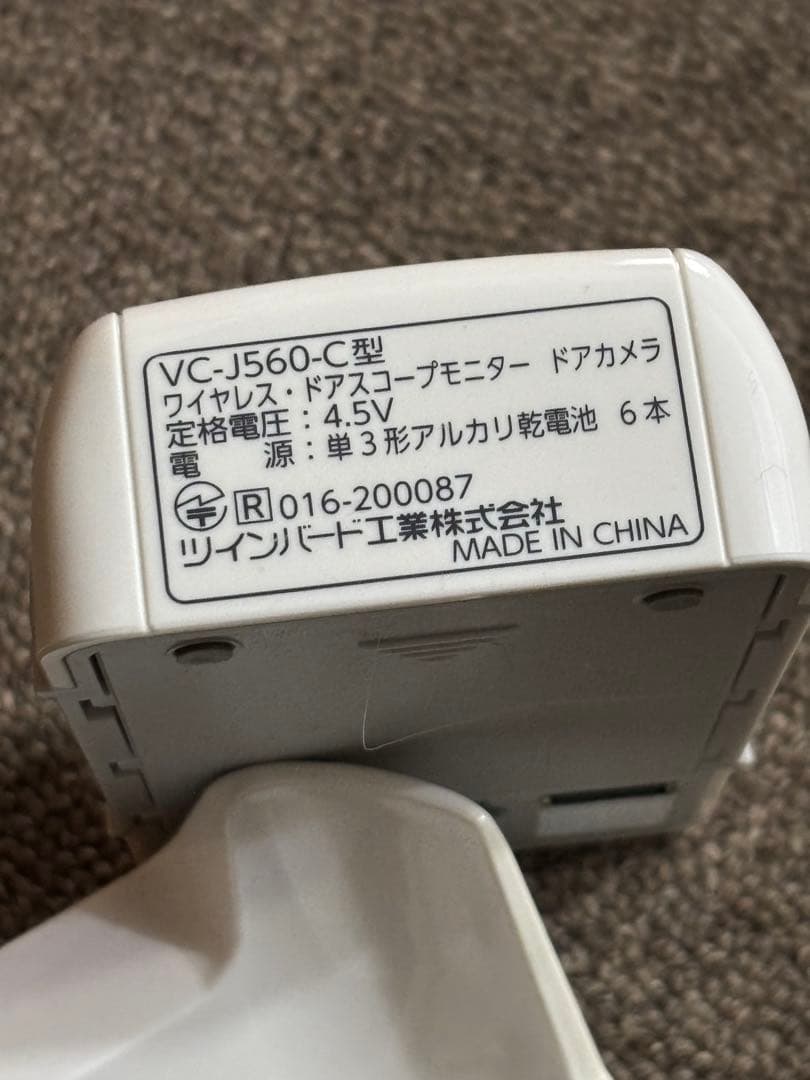 VC-J560-C型
ワイヤレス・ドアスコープモニター ドアカメラ
定格電圧：4.5V
電　　源：単３形アルカリ乾電池 ６本
R 016-200087
ツインバード工業株式会社
MADE IN CHINA